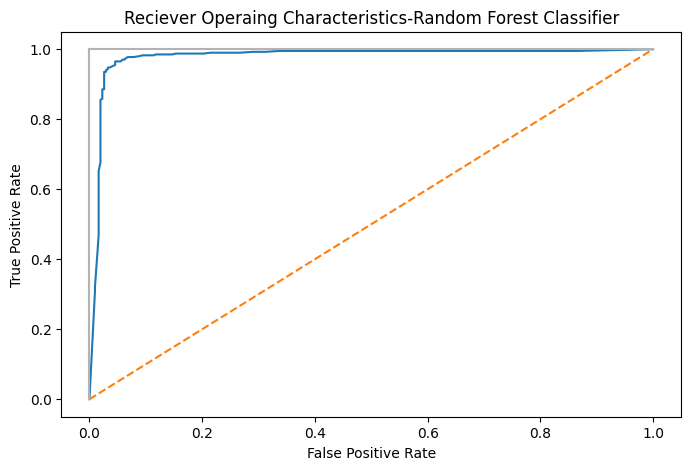 Reciever Operaing Characteristics-Random Forest Classifier
True Positive Rate
1.0
0.8
0.6
0.4
0.2
0.0
0.0 0.2 0.4 0.6 0.8 1.0
False Positive Rate